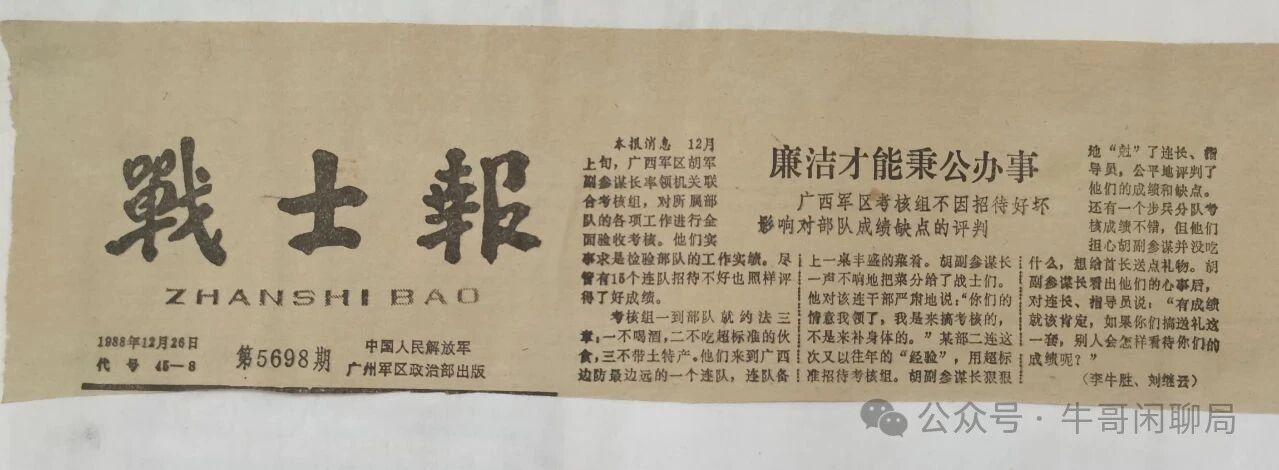 戰士報
ZHANSHI BAO
1988年12月26日
代号 45—8
第5698期
中国人民解放军
广州军区政治部出版
廉洁才能秉公办事
广西军区考核组不因招待好坏
影响对部队成绩缺点的评判
本报消息 12月
上旬，广西军区胡军
副参谋长率领机关联
合考核组，对所属部
队的各项工作进行全
面验收考核。他们实
事求是检验部队的工作实绩。尽
管有15个连队招待不好也照样评
得了好成绩。
考核组一到部队就约法三
章，一不喝酒，二不吃超标准的伙
食，三不带土特产。他们来到广西
边防最边远的一个连队，连队备
上一桌丰盛的菜肴。胡副参谋长
一声不响地把菜分给了战士们。
他对该连干部严肃地说：“你们的
情意我领了，我是来搞考核的，
不是来补身体的。”某部二连这
次又以往年的“经验”，用超标
准招待考核组。胡副参谋长狠狠
地“尅”了连长、指
导员，公平地评判了
他们的成绩和缺点。
还有一个步兵分队考
核成绩不错，但他们
担心胡副参谋并没吃
什么，想给首长送点礼物。胡
副参谋长看出他们的心事后，
对连长、指导员说：“有成绩
就该肯定，如果你们搞送礼这
一套，别人会怎样看待你们的
成绩呢？”
（李牛胜、刘继云）
公众号·牛哥闲聊局